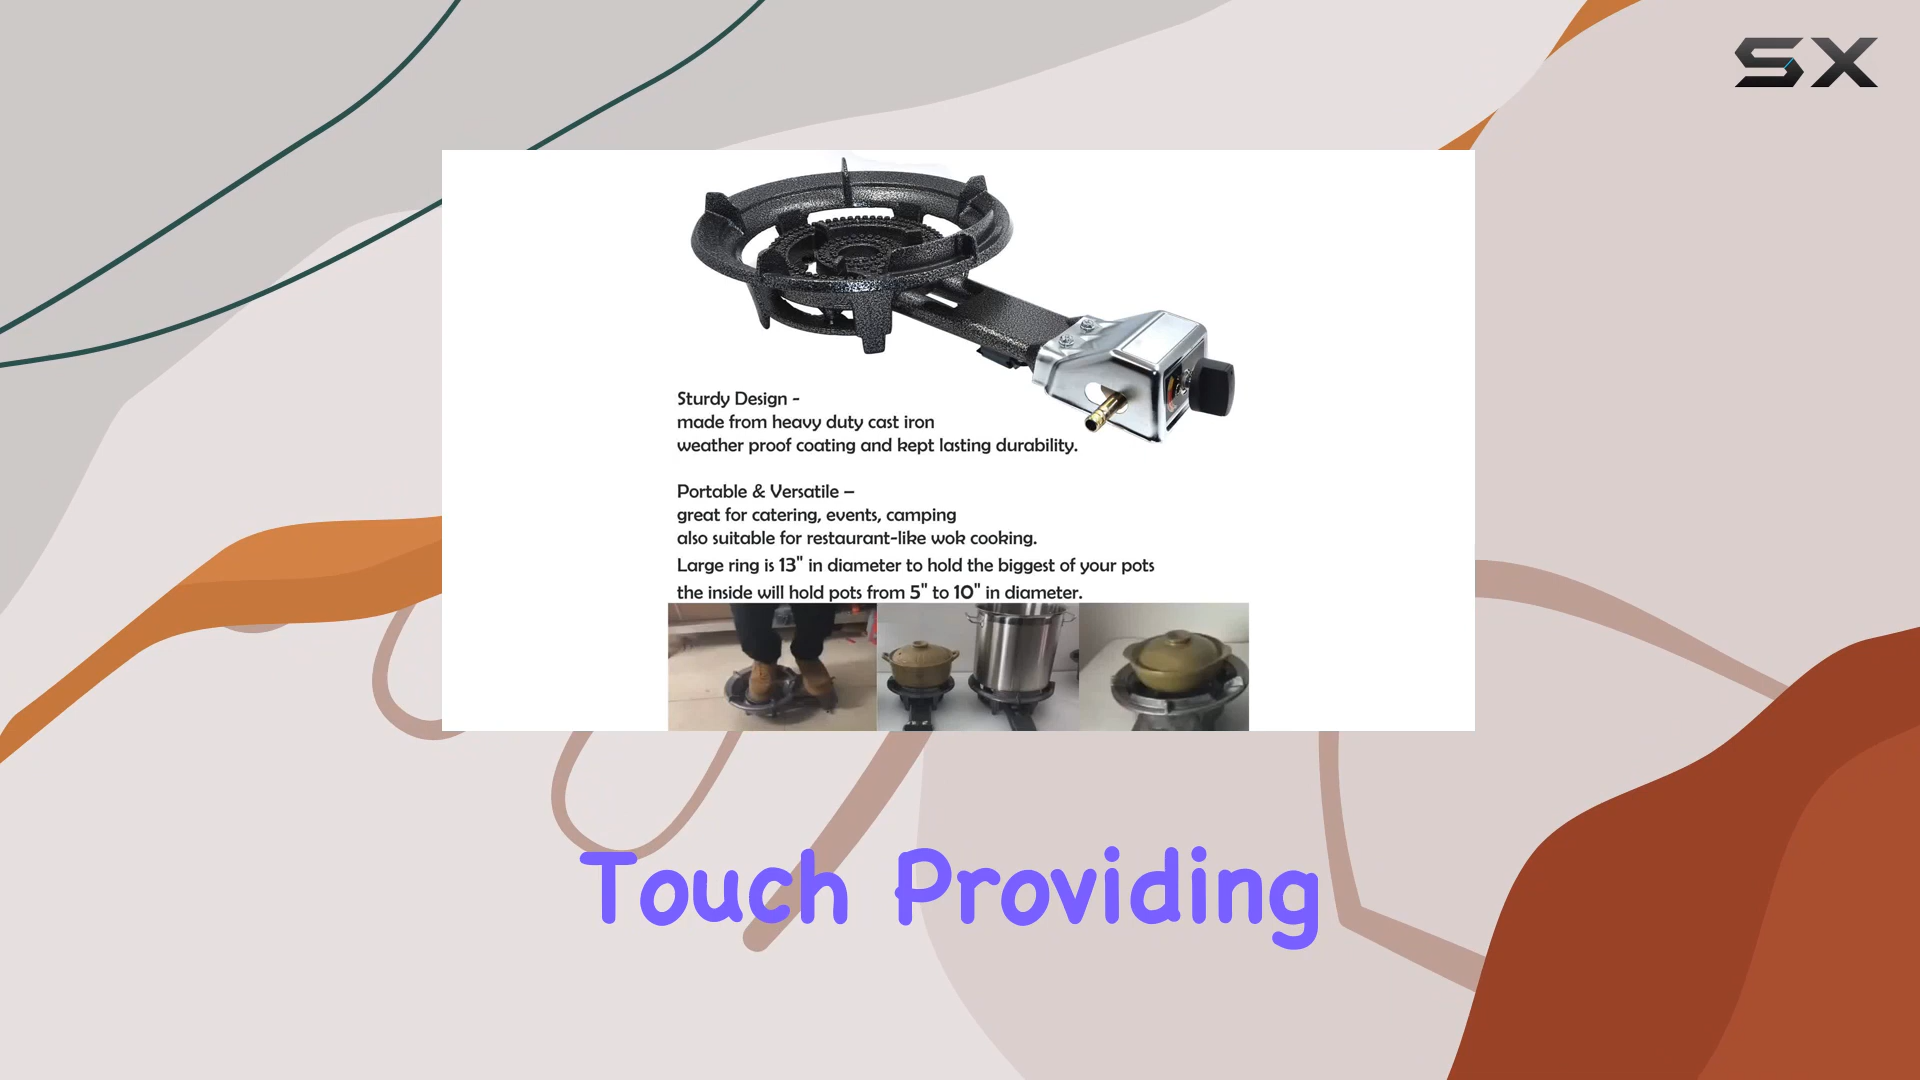 SX
Sturdy Design -
made from heavy duty cast iron
weather proof coating and kept lasting durability.
Portable & Versatile –
great for catering, events, camping
also suitable for restaurant-like wok cooking.
Large ring is 13" in diameter to hold the biggest of your pots
the inside will hold pots from 5" to 10" in diameter.
Touch Providing